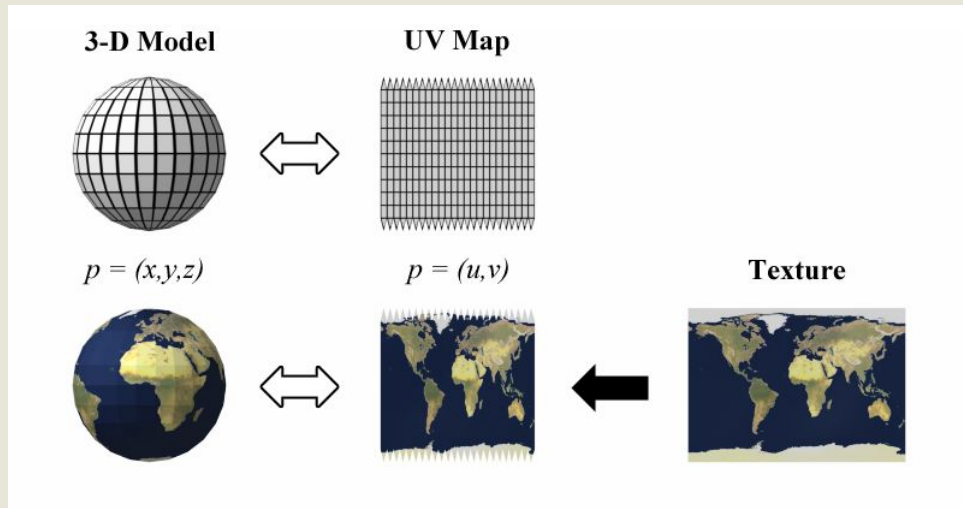 3-D Model
UV Map
p = (x,y,z)
p = (u,v)
Texture